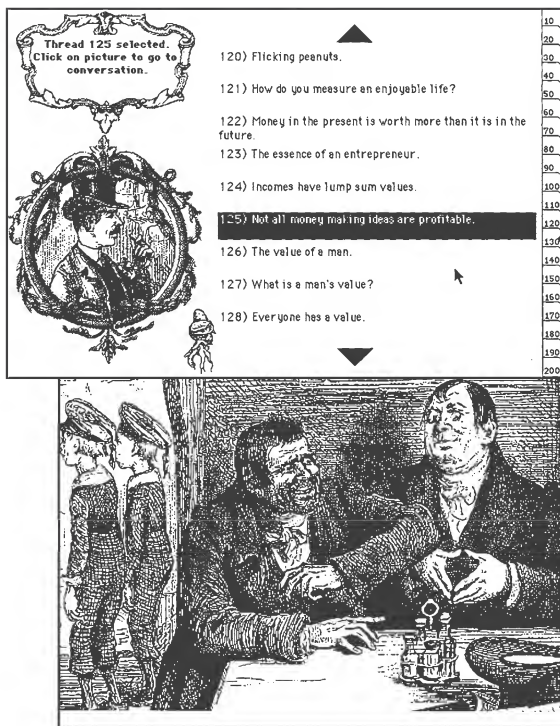 Thread 125 selected.
Click on picture to go to
conversation.
120) Flicking peanuts.
121) How do you measure an enjoyable life?
122) Money in the present is worth more than it is in the
future.
123) The essence of an entrepreneur.
124) Incomes have lump sum values.
125) Not all money making ideas are profitable.
126) The value of a man.
127) What is a man's value?
128) Everyone has a value.
10
20
30
40
50
60
70
80
90
100
110
120
130
140
150
160
170
180
190
200